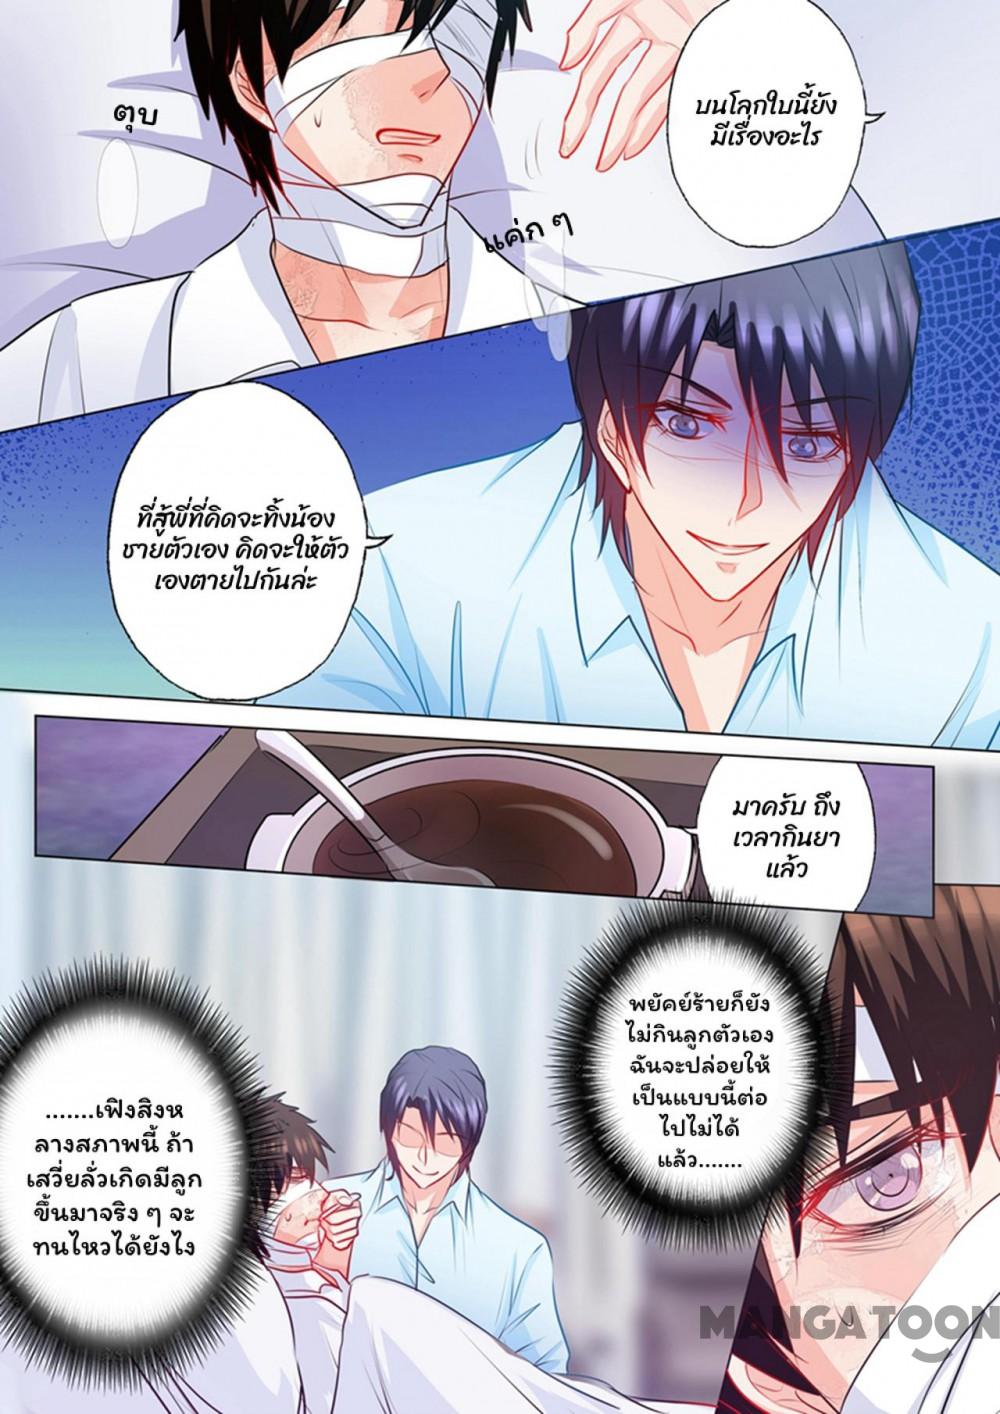 ตุบ
บนโลกใบนี้ยัง
มีเรื่องอะไร
แค่ก ๆ
ที่สู้พี่ที่คิดจะทิ้งน้อง
ชายตัวเอง คิดจะให้ตัว
เองตายไปกันล่ะ
มาครับ ถึง
เวลากินยา
แล้ว
พยัคย์ร้ายก็ยัง
ไม่กินลูกตัวเอง
ฉันจะปล่อยให้
เป็นแบบนี้ต่อ
ไปไม่ได้
แล้ว.......
.......เฟิงสิงห
ลางสภาพนี้ ถ้า
เสวี่ยลั่วเกิดมีลูก
ขึ้นมาจริง ๆ จะ
ทนไหวได้ยังไง
MANGATOON